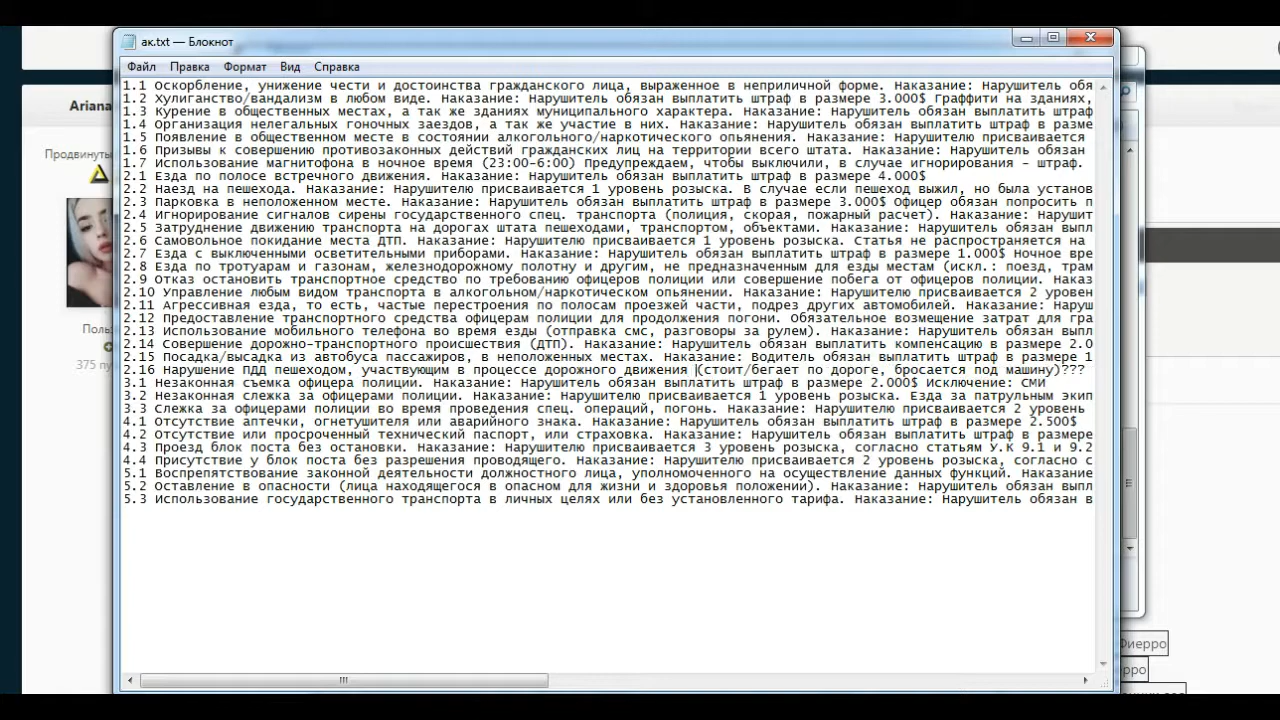 ак.txt — Блокнот
Файл Правка Формат Вид Справка
1.1 Оскорбление, унижение чести и достоинства гражданского лица, выраженное в неприличной форме. Наказание: Нарушитель обя
1.2 Хулиганство/вандализм в любом виде. Наказание: Нарушитель обязан выплатить штраф в размере 3.000$ Граффити на зданиях,
1.3 Курение в общественных местах, а так же зданиях муниципального характера. Наказание: Нарушитель обязан выплатить штраф
1.4 Организация нелегальных гоночных заездов, а так же участие в них. Наказание: Нарушитель обязан выплатить штраф в разме
1.5 Появление в общественном месте в состоянии алкогольного/наркотического опьянения. Наказание: Нарушителю присваивается
1.6 Призывы к совершению противозаконных действий гражданских лиц на территории всего штата. Наказание: Нарушитель обязан
1.7 Использование магнитофона в ночное время (23:00-6:00) Предупреждаем, чтобы выключили, в случае игнорирования - штраф.
2.1 Езда по полосе встречного движения. Наказание: Нарушитель обязан выплатить штраф в размере 4.000$
2.2 Наезд на пешехода. Наказание: Нарушителю присваивается 1 уровень розыска. В случае если пешеход выжил, но была установ
2.3 Парковка в неположенном месте. Наказание: Нарушитель обязан выплатить штраф в размере 3.000$ Офицер обязан попросить п
2.4 Игнорирование сигналов сирены государственного спец. транспорта (полиция, скорая, пожарный расчет). Наказание: Нарушит
2.5 Затруднение движению транспорта на дорогах штата пешеходами, транспортом, объектами. Наказание: Нарушитель обязан выпл
2.6 Самовольное покидание места ДТП. Наказание: Нарушителю присваивается 1 уровень розыска. Статья не распространяется на
2.7 Езда с выключенными осветительными приборами. Наказание: Нарушитель обязан выплатить штраф в размере 1.000$ Ночное вре
2.8 Езда по тротуарам и газонам, железнодорожному полотну и другим, не предназначенным для езды местам (искл.: поезд, трам
2.9 Отказ остановить транспортное средство по требованию офицеров полиции или совершение побега от офицеров полиции. Наказ
2.10 Управление любым видом транспорта в алкогольном/наркотическом опьянении. Наказание: Нарушителю присваивается 2 уровен
2.11 Агрессивная езда, то есть, частые перестроения по полосам проезжей части, подрез других автомобилей. Наказание: Наруш
2.12 Предоставление транспортного средства офицерам полиции для продолжения погони. Обязательное возмещение затрат для гра
2.13 Использование мобильного телефона во время езды (отправка смс, разговоры за рулем). Наказание: Нарушитель обязан выпл
2.14 Совершение дорожно-транспортного происшествия (ДТП). Наказание: Нарушитель обязан выплатить компенсацию в размере 2.0
2.15 Посадка/высадка из автобуса пассажиров, в неположенных местах. Наказание: Водитель обязан выплатить штраф в размере 1
2.16 Нарушение ПДД пешеходом, участвующим в процессе дорожного движения (стоит/бегает по дороге, бросается под машину)???
3.1 Незаконная съемка офицера полиции. Наказание: Нарушитель обязан выплатить штраф в размере 2.000$ Исключение: СМИ
3.2 Незаконная слежка за офицерами полиции. Наказание: Нарушителю присваивается 1 уровень розыска. Езда за патрульным экип
3.3 Слежка за офицерами полиции во время проведения спец. операций, погонь. Наказание: Нарушителю присваивается 2 уровень
4.1 Отсутствие аптечки, огнетушителя или аварийного знака. Наказание: Нарушитель обязан выплатить штраф в размере 2.500$
4.2 Отсутствие или просроченный технический паспорт, или страховка. Наказание: Нарушитель обязан выплатить штраф в размере
4.3 Проезд блок поста без остановки. Наказание: Нарушителю присваивается 3 уровень розыска, согласно статьям У.К 9.1 и 9.2
4.4 Присутствие у блок поста без разрешения проводящего. Наказание: Нарушителю присваивается 2 уровень розыска, согласно с
5.1 Воспрепятствование законной деятельности должностного лица, уполномоченного на осуществление данных функций. Наказание
5.2 Оставление в опасности (лица находящегося в опасном для жизни и здоровья положении). Наказание: Нарушитель обязан выпл
5.3 Использование государственного транспорта в личных целях или без установленного тарифа. Наказание: Нарушитель обязан в
Ariana
Продвинуты
Поль
375 пу
Фиерро
рро